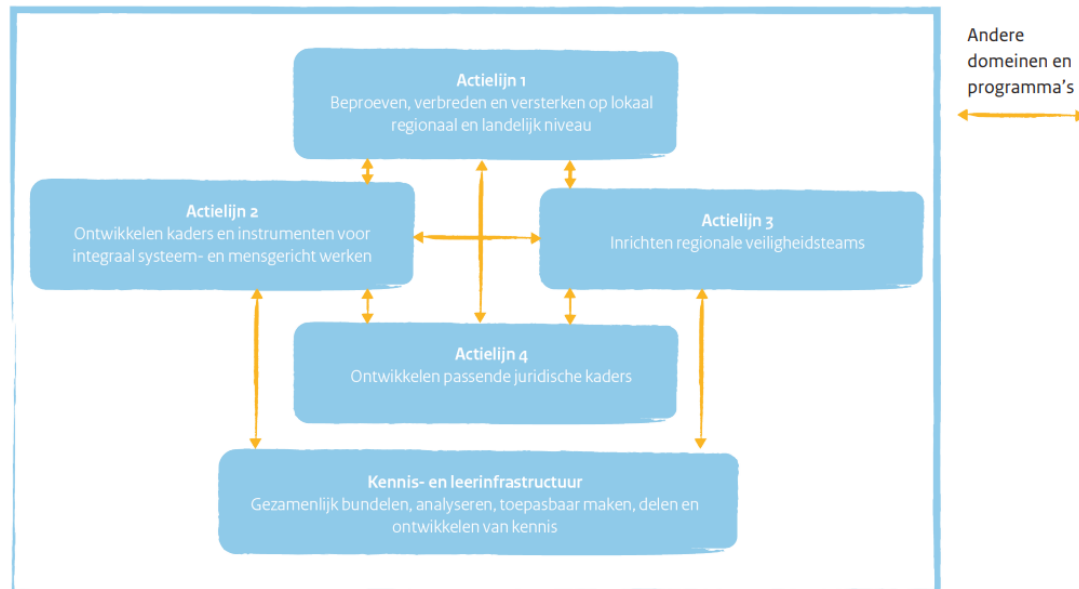 Actielijn 1
Beproeven, verbreden en versterken op lokaal
regionaal en landelijk niveau
Andere
domeinen en
programma's
Actielijn 2
Ontwikkelen kaders en instrumenten voor
integraal systeem- en mensgericht werken
Actielijn 3
Inrichten regionale veiligheidsteams
Actielijn 4
Ontwikkelen passende juridische kaders
Kennis- en leerinfrastructuur
Gezamenlijk bundelen, analyseren, toepasbaar maken, delen en
ontwikkelen van kennis